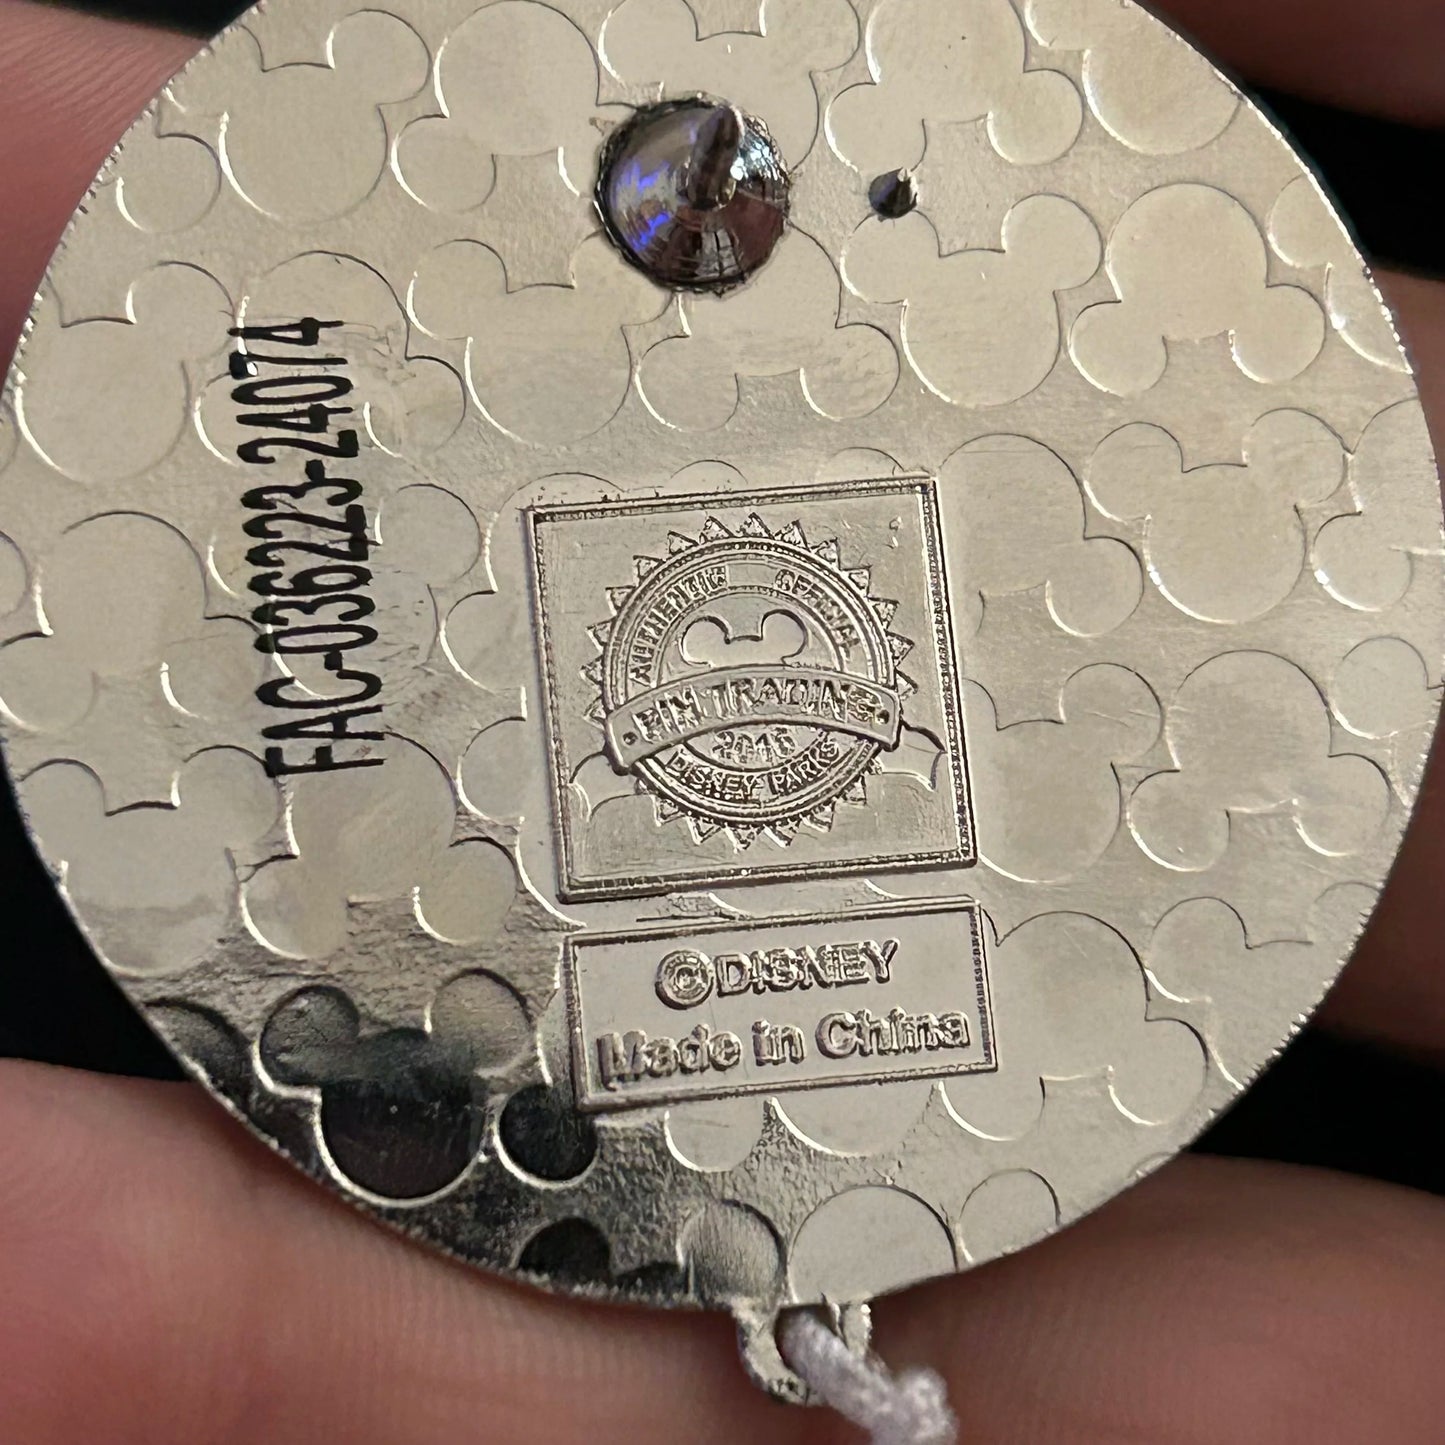 FAC-036223-24074
AUTHENTIC OFFICIAL
PIN TRADING
2016
DISNEY PARKS
©DISNEY
Made in China